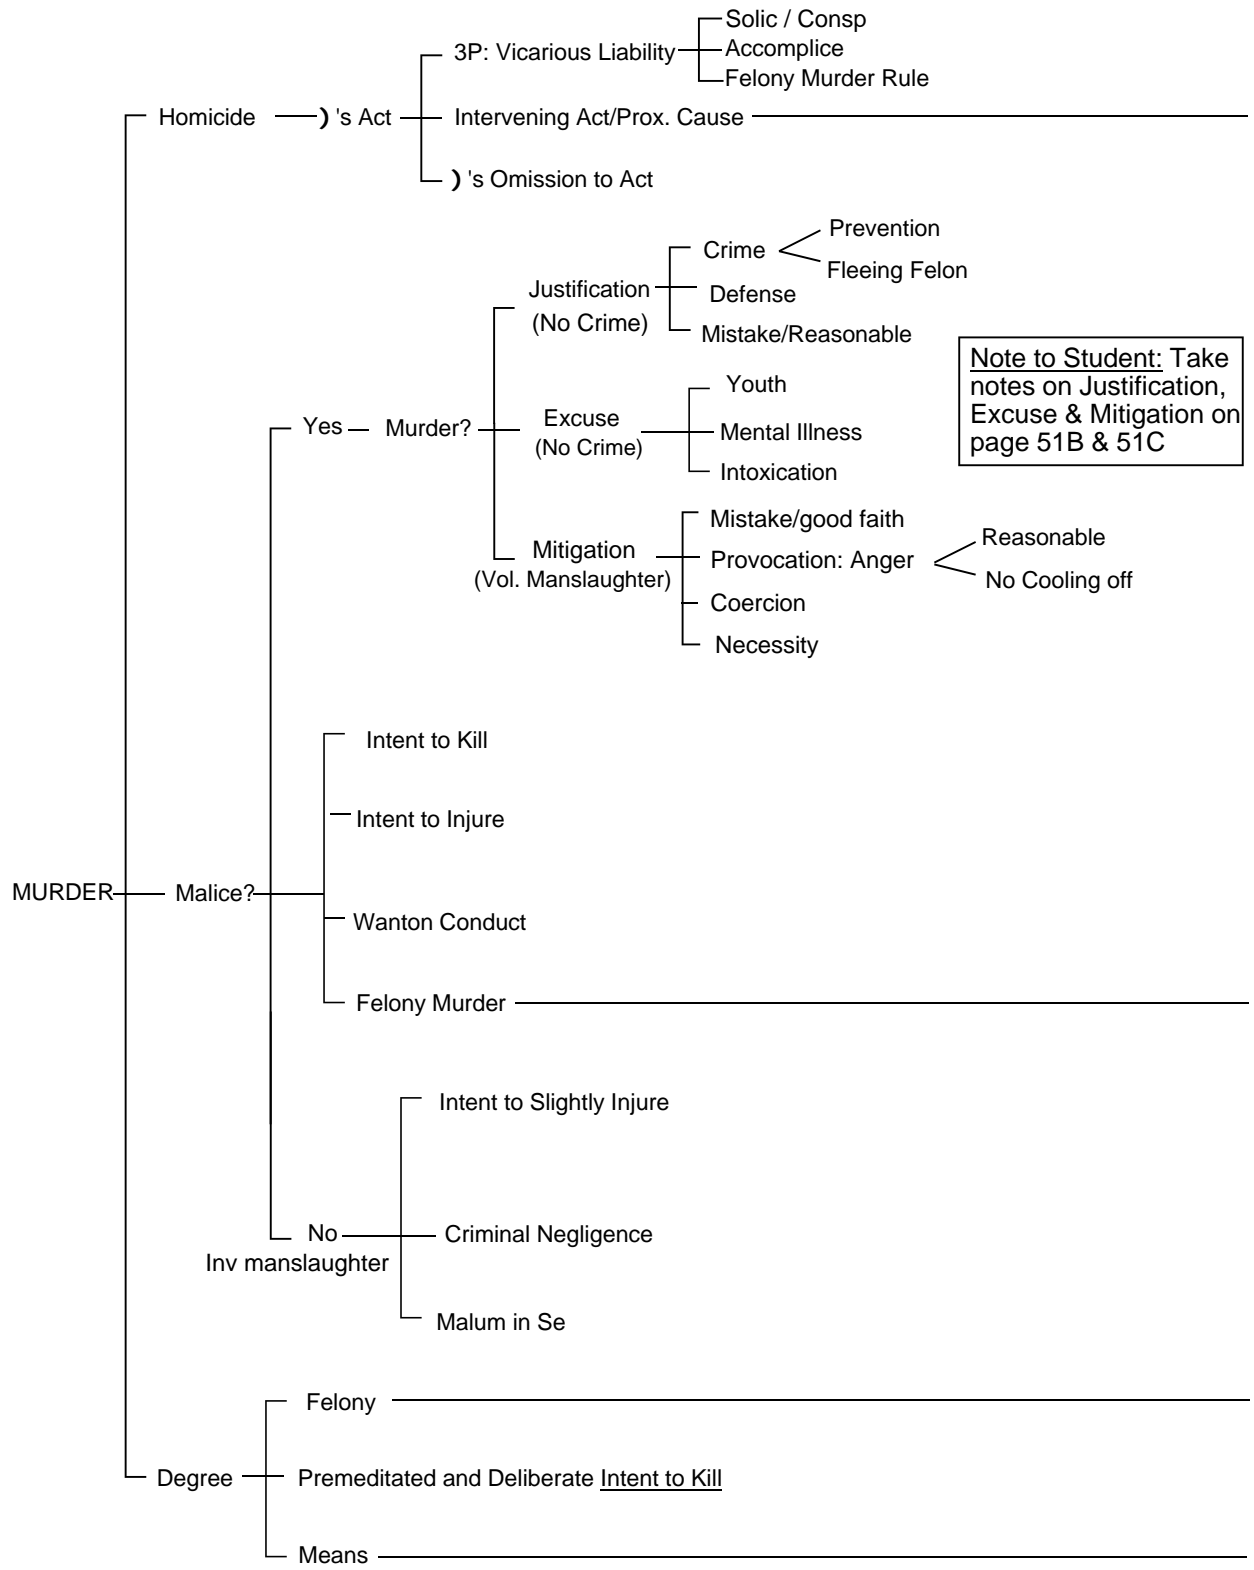 Solic / Consp
3P: Vicarious Liability
Accomplice
Felony Murder Rule
Homicide
) 's Act
Intervening Act/Prox. Cause
) 's Omission to Act
Prevention
Crime
Fleeing Felon
Justification
(No Crime)
Defense
Mistake/Reasonable
Note to Student: Take
notes on Justification,
Excuse & Mitigation on
page 51B & 51C
Youth
Yes
Murder?
Excuse
(No Crime)
Mental Illness
Intoxication
Mistake/good faith
Mitigation
(Vol. Manslaughter)
Provocation: Anger
Reasonable
No Cooling off
Coercion
Necessity
Intent to Kill
Intent to Injure
MURDER
Malice?
Wanton Conduct
Felony Murder
Intent to Slightly Injure
No
Inv manslaughter
Criminal Negligence
Malum in Se
Felony
Degree
Premeditated and Deliberate Intent to Kill
Means